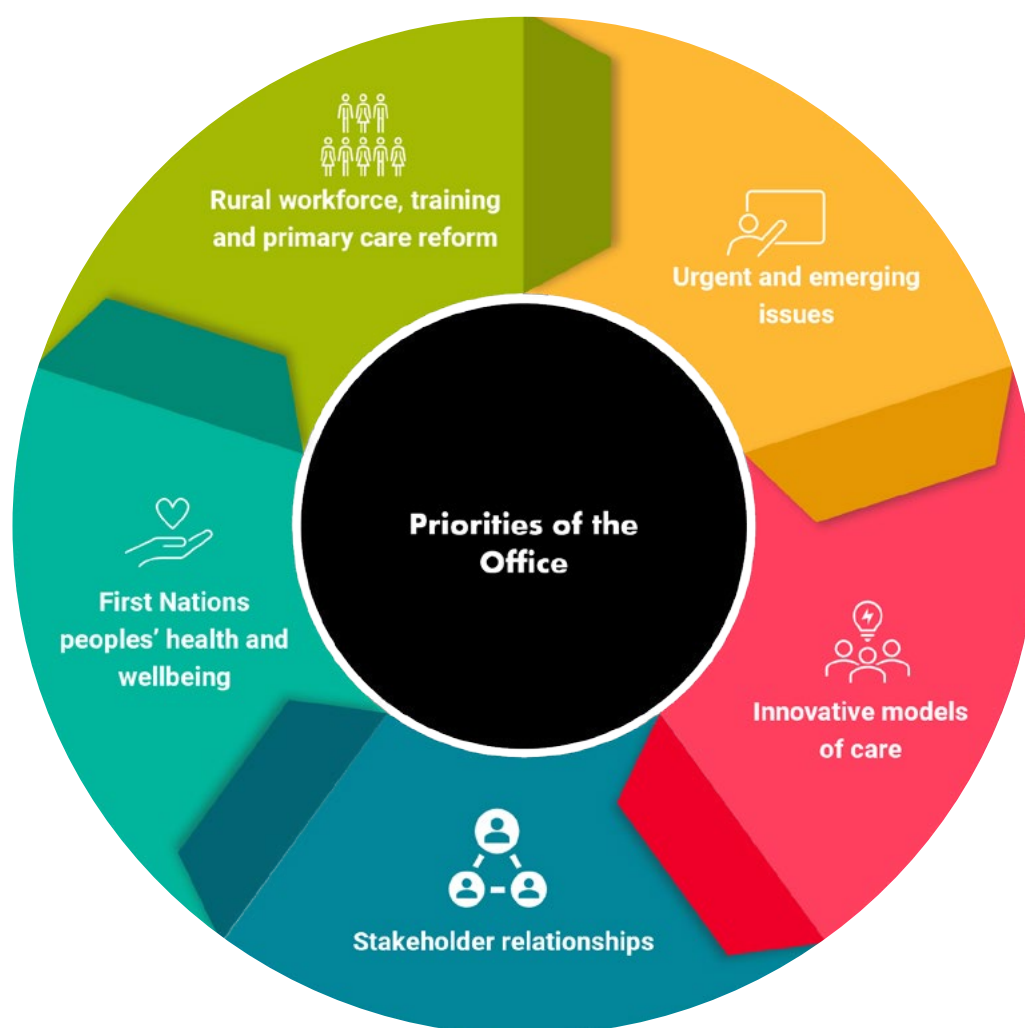 Rural workforce, training
and primary care reform
Urgent and emerging
issues
Priorities of the
Office
First Nations
peoples’ health and
wellbeing
Innovative models
of care
Stakeholder relationships